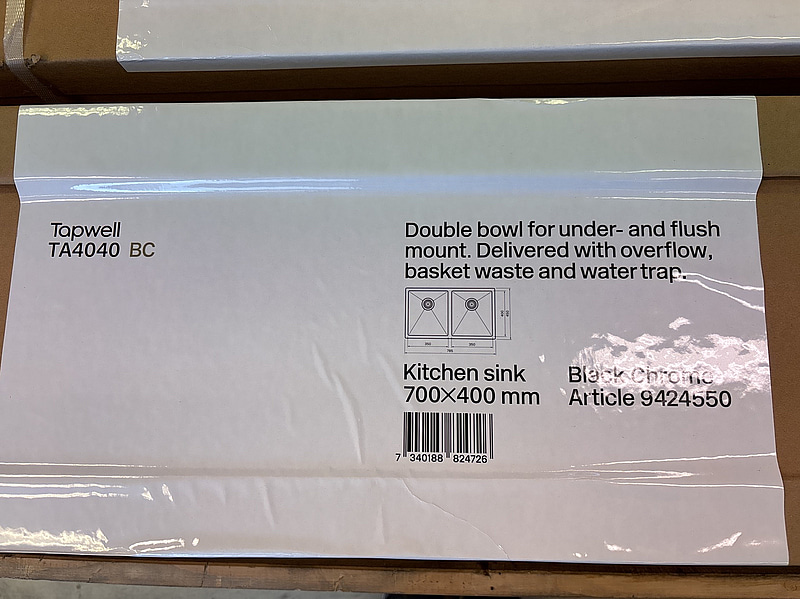 Tapwell
TA4040 BC
Double bowl for under- and flush
mount. Delivered with overflow,
basket waste and water trap.
Kitchen sink
700×400 mm
Black Chrome
Article 9424550
7 340188 824726